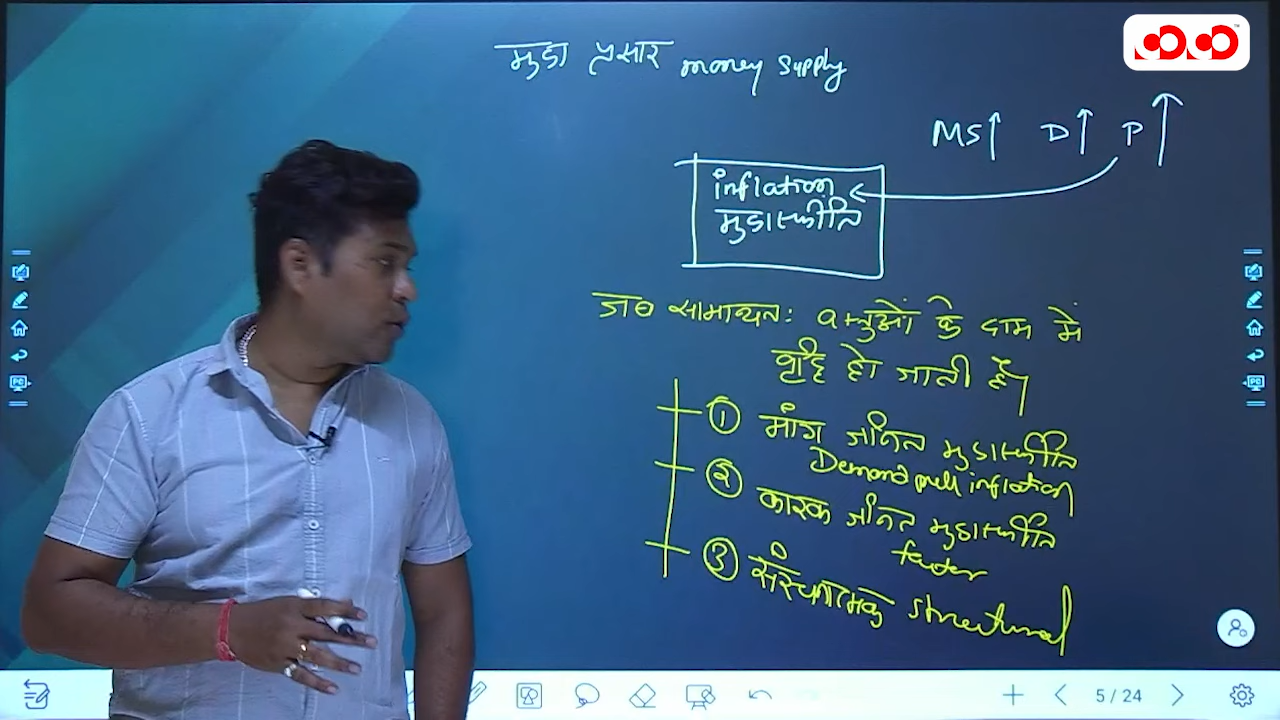 मुद्रा प्रसार money supply
MS↑ D↑ P↑
inflation
मुद्रास्फीति
जब सामान्यतः वस्तुओं के दाम में
वृद्धि हो जाती है।
① मांग जनित मुद्रास्फीति
Demand pull inflation
② कारक जनित मुद्रास्फीति
factor
③ संरचनात्मक structural
5 / 24